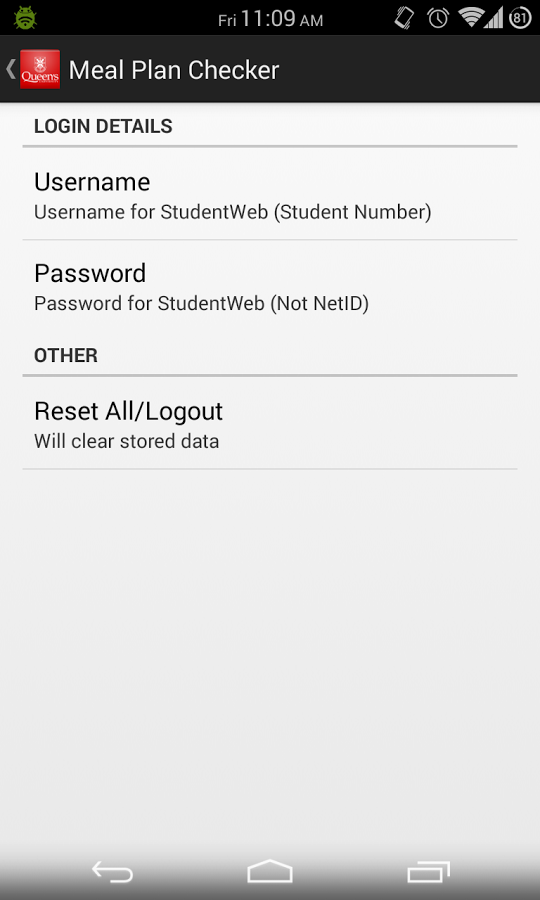 Fri 11:09 AM
81
Queen's
Meal Plan Checker
LOGIN DETAILS
Username
Username for StudentWeb (Student Number)
Password
Password for StudentWeb (Not NetID)
OTHER
Reset All/Logout
Will clear stored data